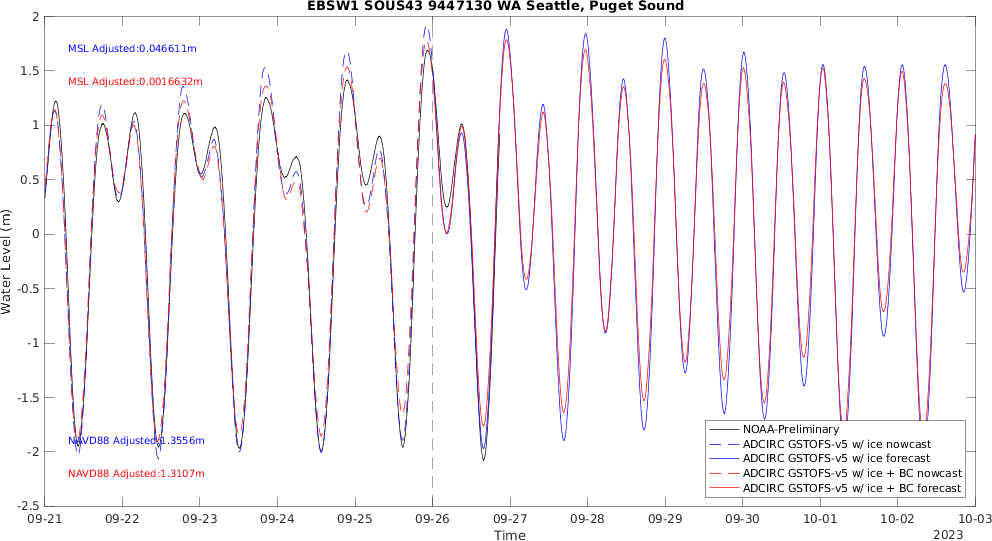 EBSW1 SOUS43 9447130 WA Seattle, Puget Sound
2
1.5
1
0.5
0
-0.5
-1
-1.5
-2
-2.5
Water Level (m)
MSL Adjusted:0.046611m
MSL Adjusted:0.0016632m
NAVD88 Adjusted:1.3556m
NAVD88 Adjusted:1.3107m
NOAA-Preliminary
ADCIRC GSTOFS-v5 w/ ice nowcast
ADCIRC GSTOFS-v5 w/ ice forecast
ADCIRC GSTOFS-v5 w/ ice + BC nowcast
ADCIRC GSTOFS-v5 w/ ice + BC forecast
09-21 09-22 09-23 09-24 09-25 09-26 09-27 09-28 09-29 09-30 10-01 10-02 10-03
Time
2023